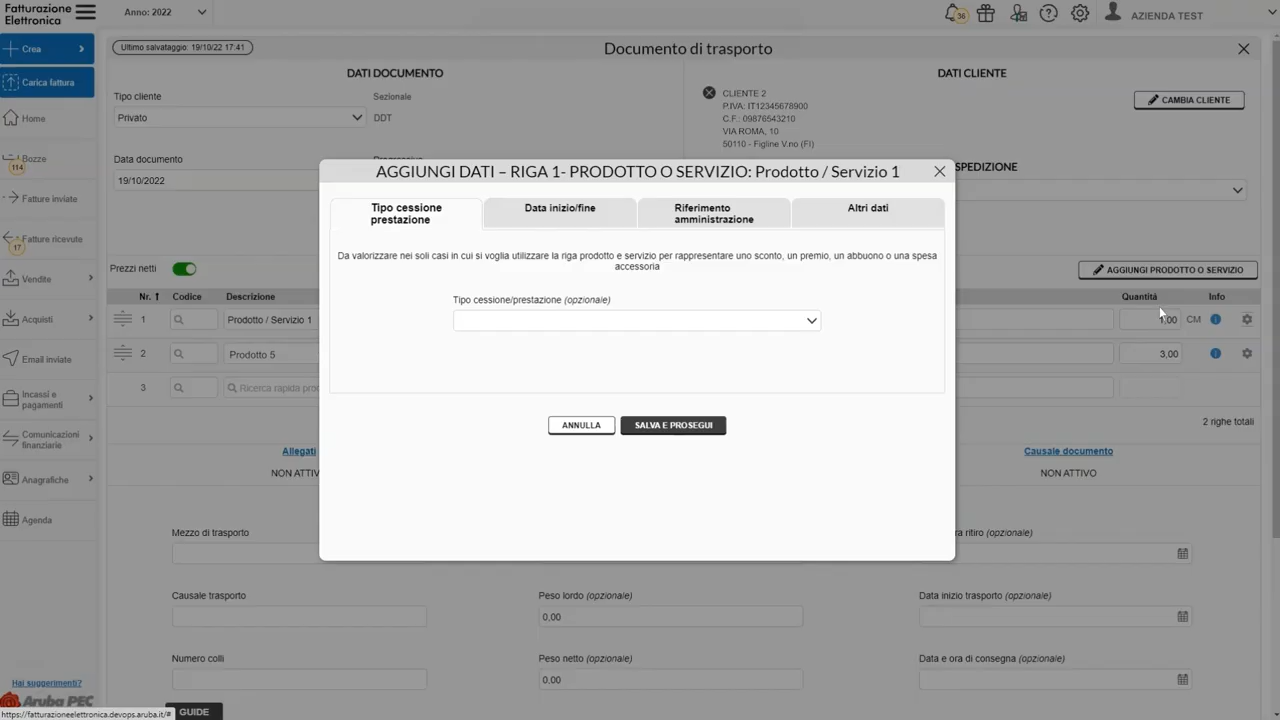 Fatturazione
Elettronica
Anno: 2022
36
AZIENDA TEST
Crea
Carica fattura
Home
Bozze
114
Fatture inviate
Fatture ricevute
17
Vendite
Acquisti
Email inviate
Incassi e
pagamenti
Comunicazioni
finanziarie
Anagrafiche
Agenda
Hai suggerimenti?
Aruba PEC
https://fatturazioneelettronica.devops.aruba.it/#
GUIDE
Ultimo salvataggio: 19/10/22 17:41
Documento di trasporto
DATI DOCUMENTO
Tipo cliente
Privato
Sezionale
DDT
Data documento
19/10/2022
DATI CLIENTE
CLIENTE 2
P.IVA: IT12345678900
C.F.: 09876543210
VIA ROMA, 10
50110 - Figline V.no (FI)
CAMBIA CLIENTE
SPEDIZIONE
Prezzi netti
AGGIUNGI PRODOTTO O SERVIZIO
Nr. Codice Descrizione Quantità Info
1 Prodotto / Servizio 1 1,00 CM
2 Prodotto 5 3,00
3 Ricerca rapida
2 righe totali
Allegati
NON ATTIV
Causale documento
NON ATTIVO
AGGIUNGI DATI – RIGA 1- PRODOTTO O SERVIZIO: Prodotto / Servizio 1
Tipo cessione
prestazione
Data inizio/fine
Riferimento
amministrazione
Altri dati
Da valorizzare nei soli casi in cui si voglia utilizzare la riga prodotto e servizio per rappresentare uno sconto, un premio, un abbuono o una spesa
accessoria
Tipo cessione/prestazione (opzionale)
ANNULLA
SALVA E PROSEGUI
Mezzo di trasporto
ra ritiro (opzionale)
Causale trasporto
Peso lordo (opzionale)
0,00
Data inizio trasporto (opzionale)
Numero colli
Peso netto (opzionale)
0,00
Data e ora di consegna (opzionale)